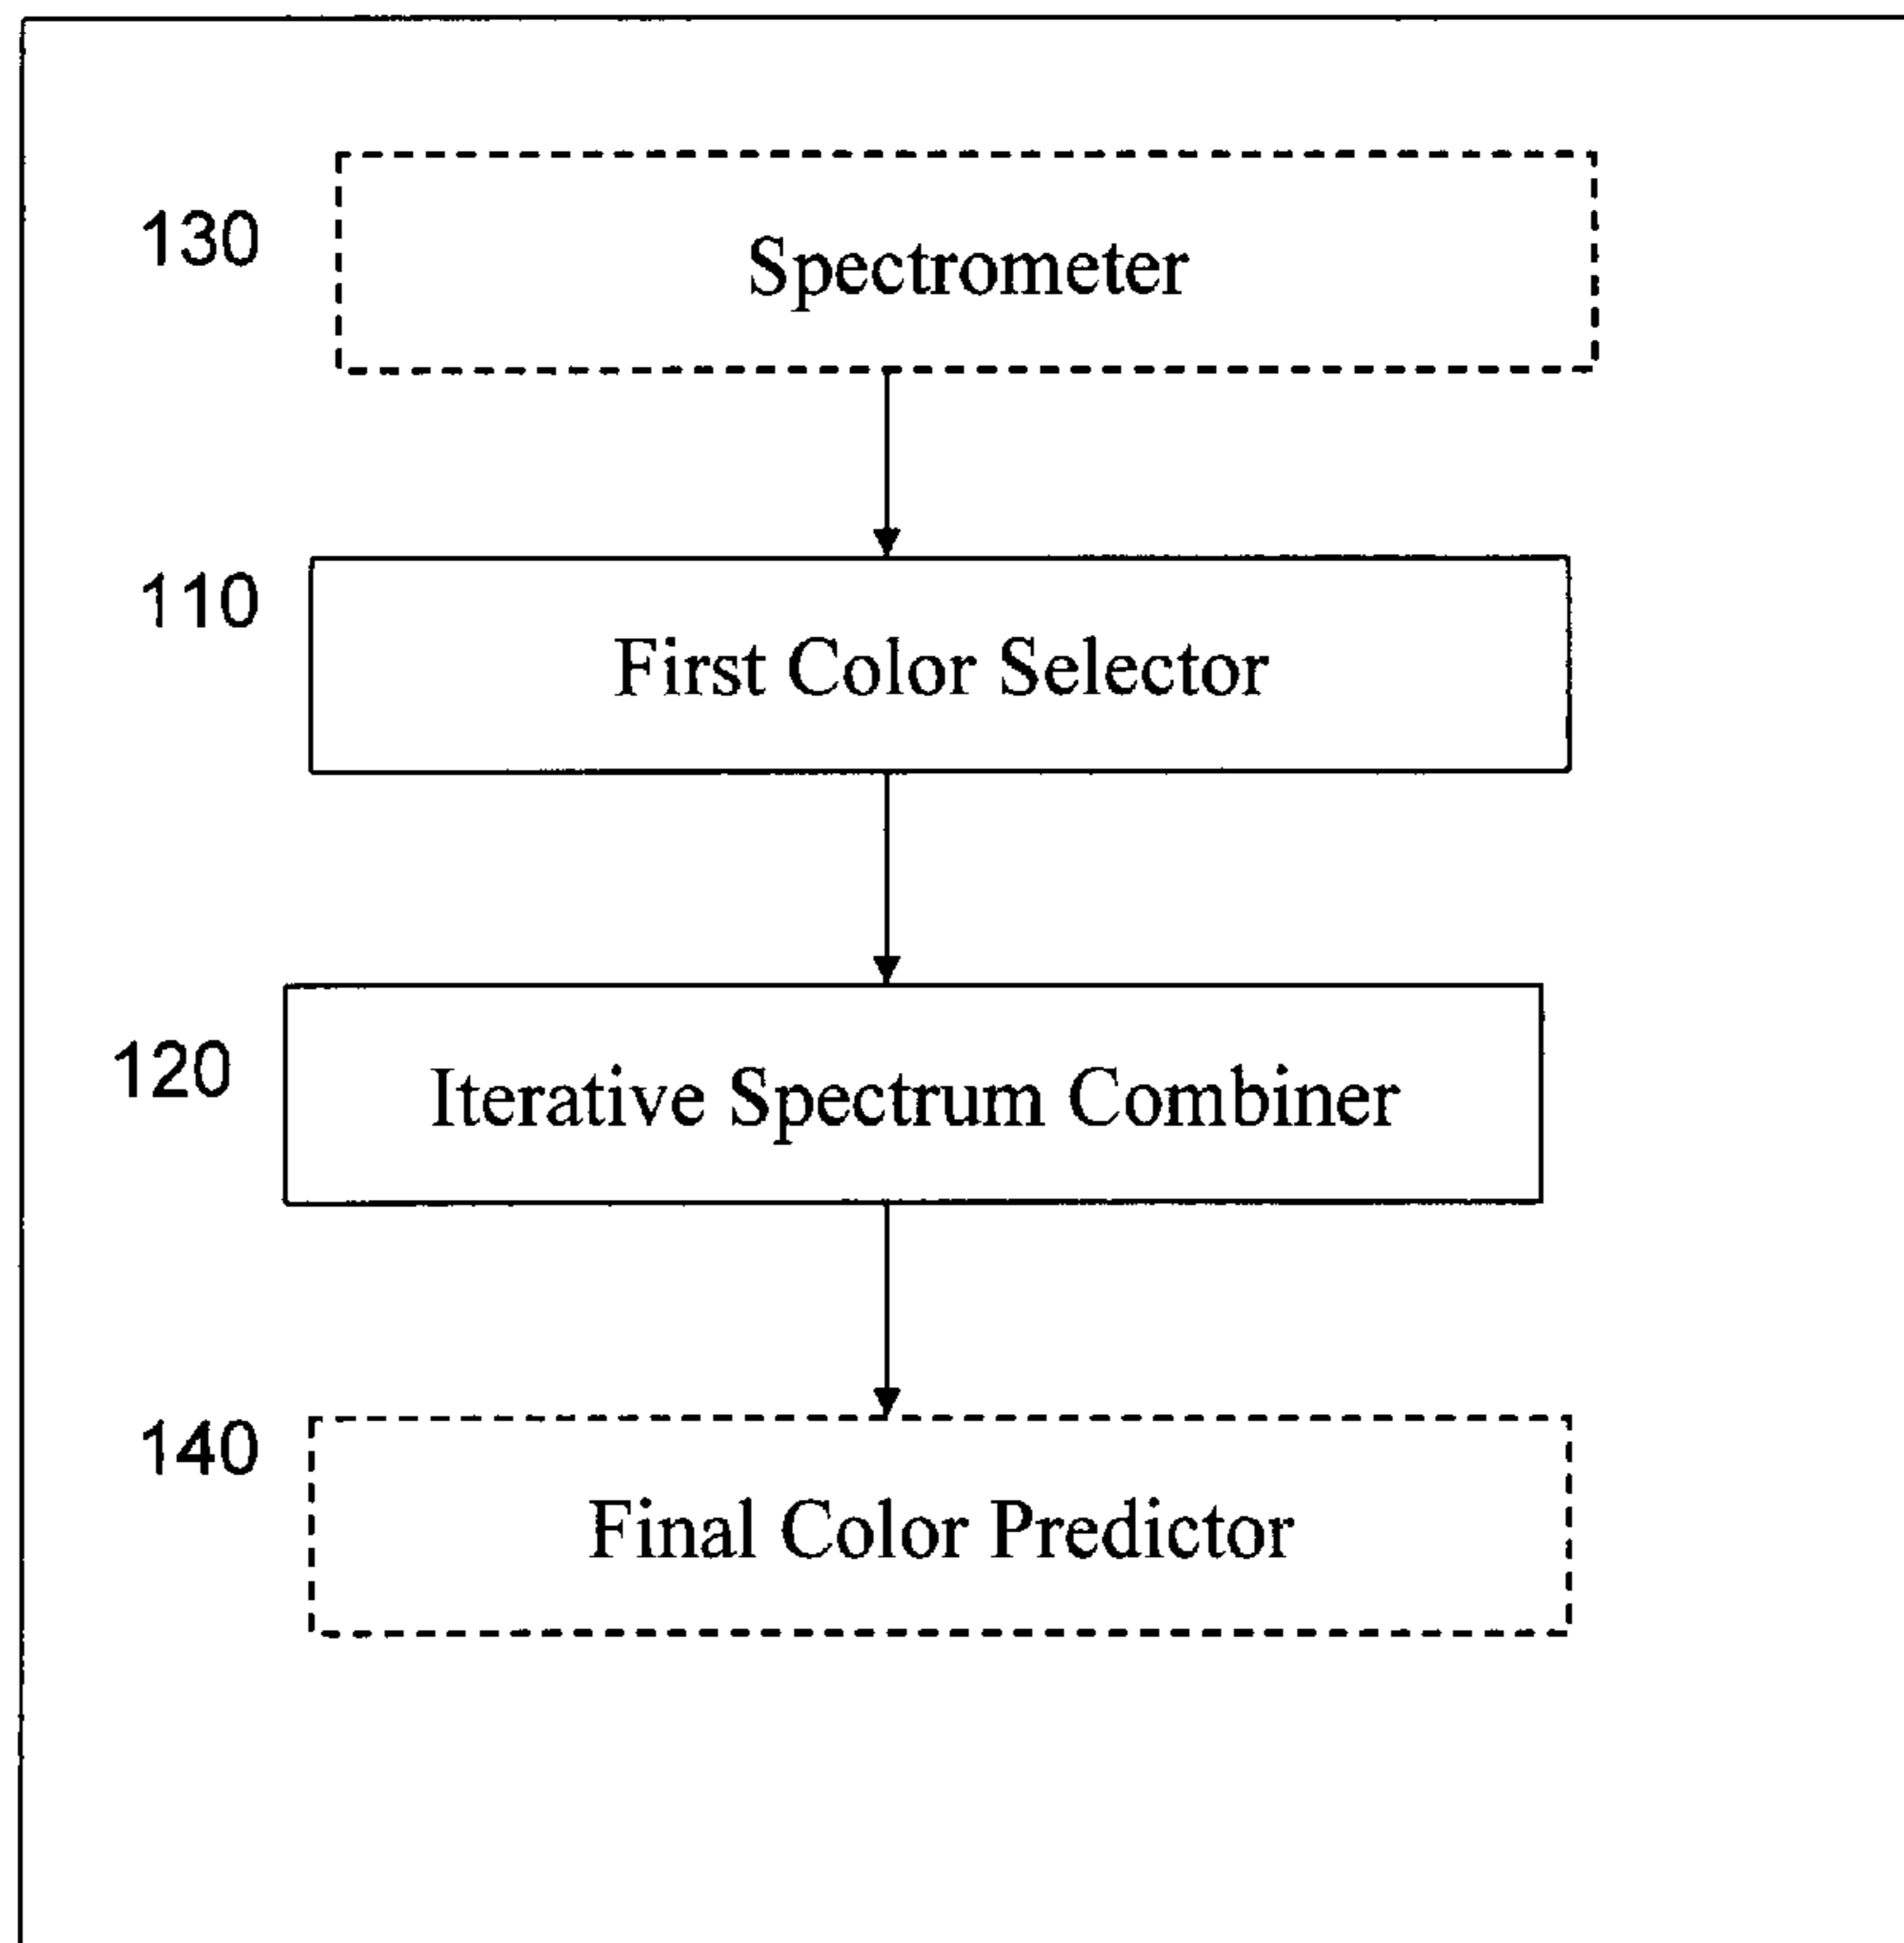 130
Spectrometer
110
First Color Selector
120
Iterative Spectrum Combiner
140
Final Color Predictor